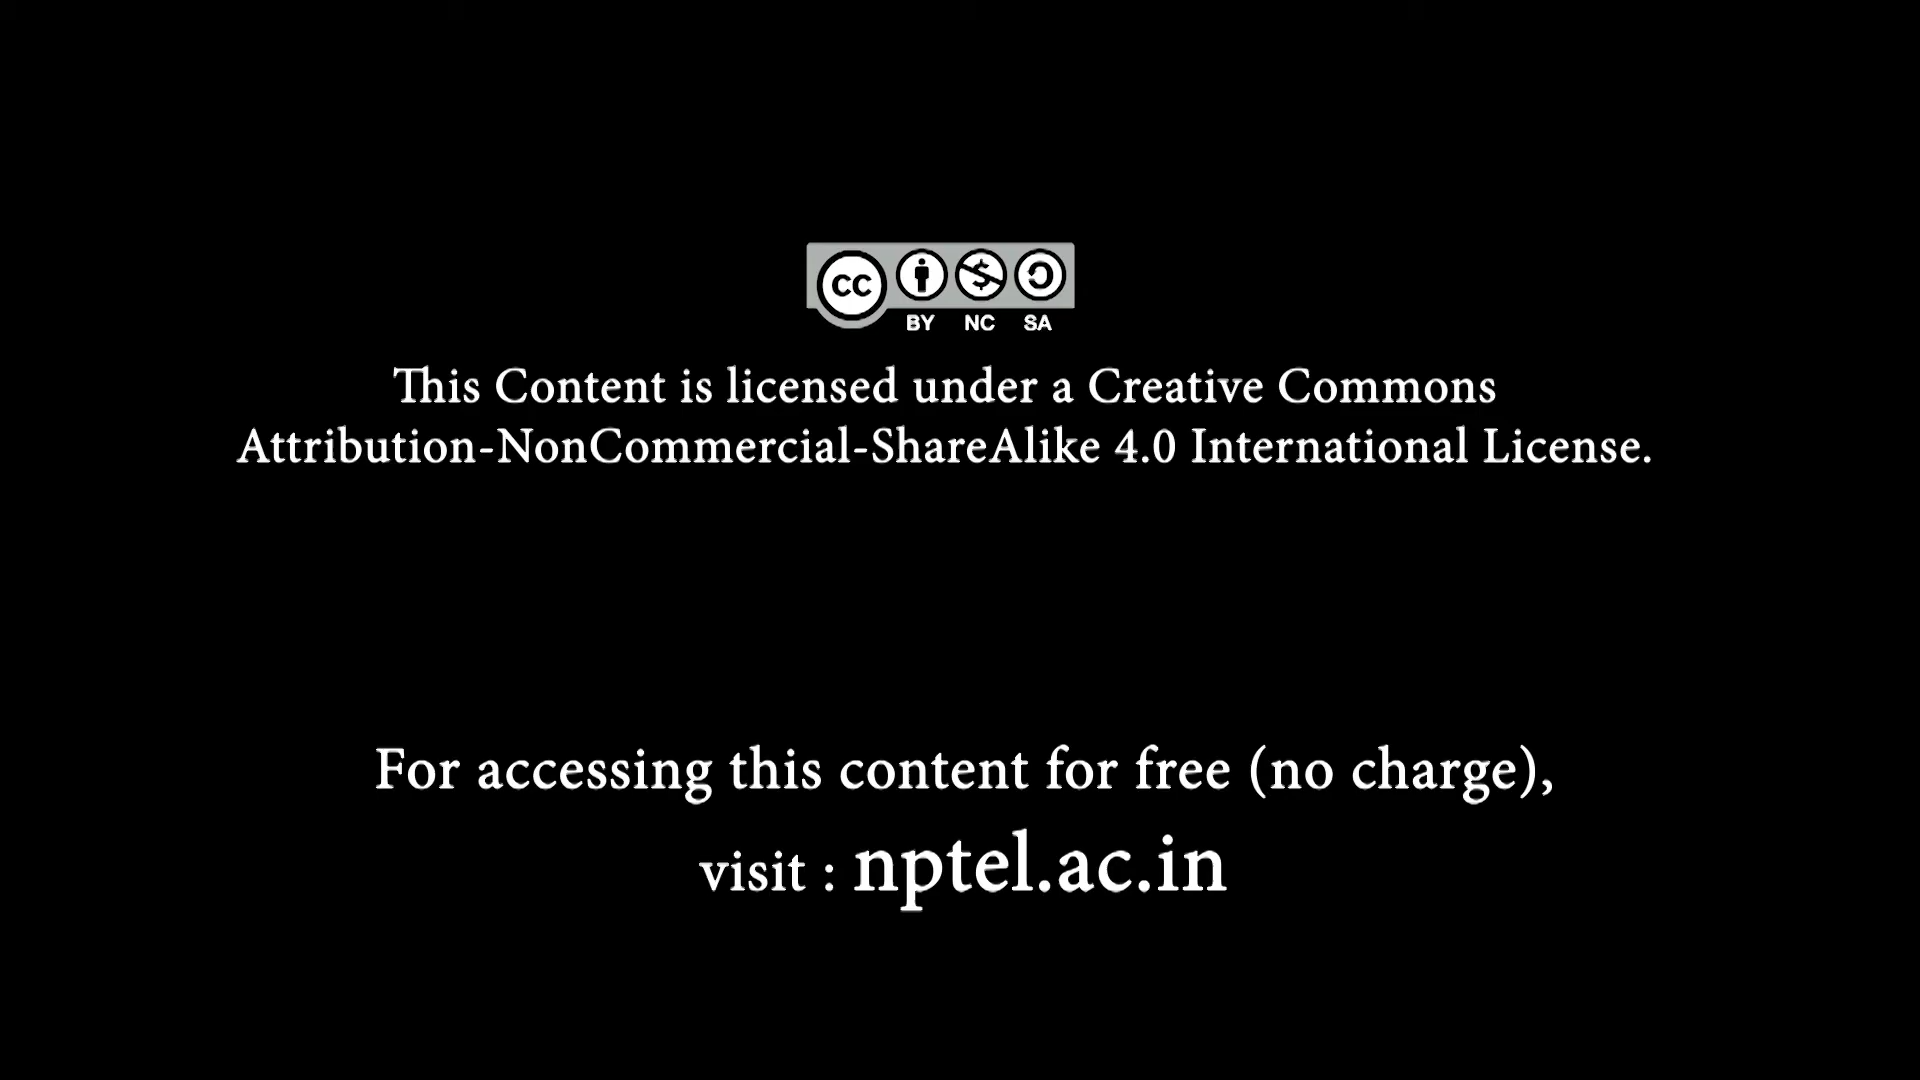 cc
BY NC SA
This Content is licensed under a Creative Commons
Attribution-NonCommercial-ShareAlike 4.0 International License.
For accessing this content for free (no charge),
visit : nptel.ac.in